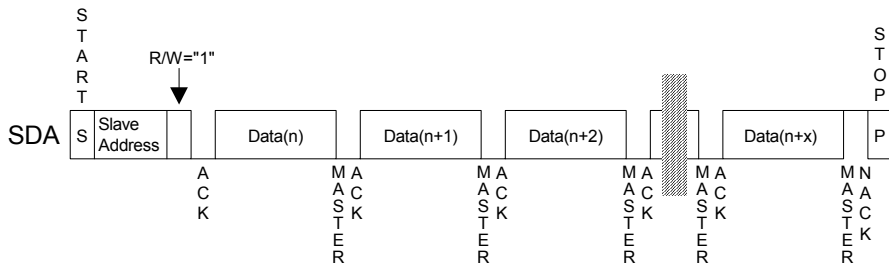 START
STOP
R/W="1"
SDA
S
Slave
Address
Data(n)
Data(n+1)
Data(n+2)
Data(n+x)
P
ACK
MASTER
ACK
MASTER
ACK
MASTER
ACK
MASTER
ACK
MASTER
NACK